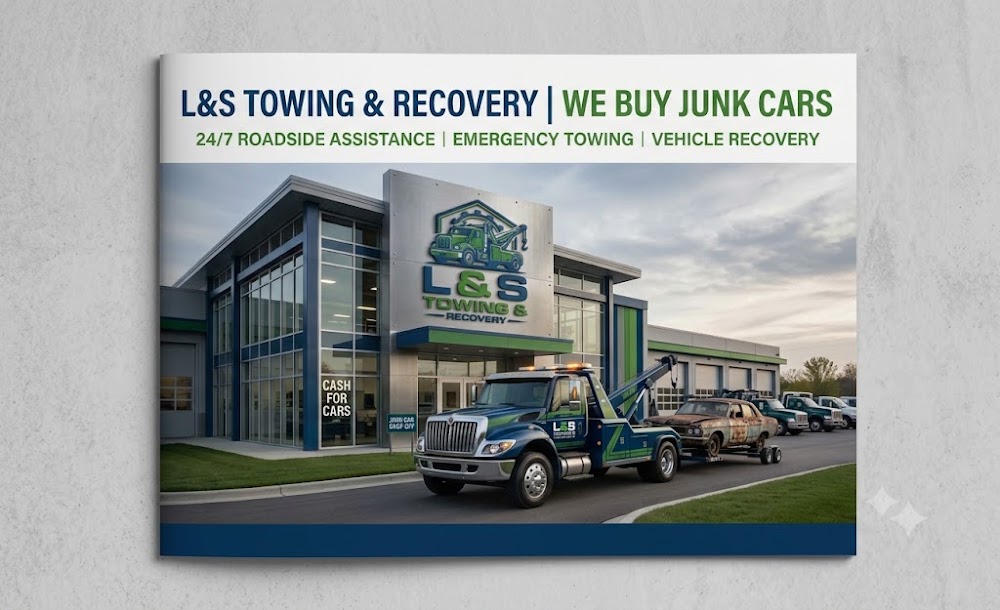 L&S TOWING & RECOVERY | WE BUY JUNK CARS
24/7 ROADSIDE ASSISTANCE | EMERGENCY TOWING | VEHICLE RECOVERY
L & S
TOWING &
RECOVERY
CASH
FOR
CARS
L&S